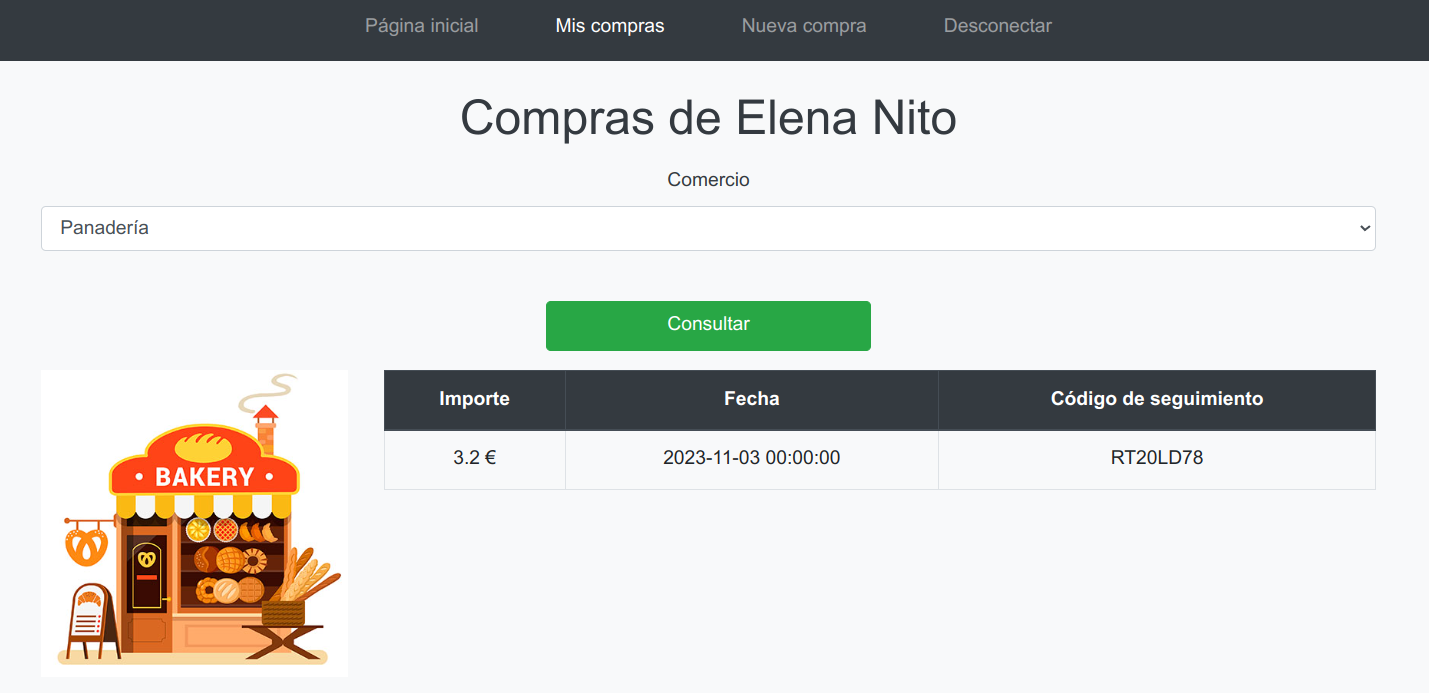 Página inicial Mis compras Nueva compra Desconectar
Compras de Elena Nito
Comercio
Panadería
Consultar
Importe Fecha Código de seguimiento
3.2 € 2023-11-03 00:00:00 RT20LD78
• BAKERY •